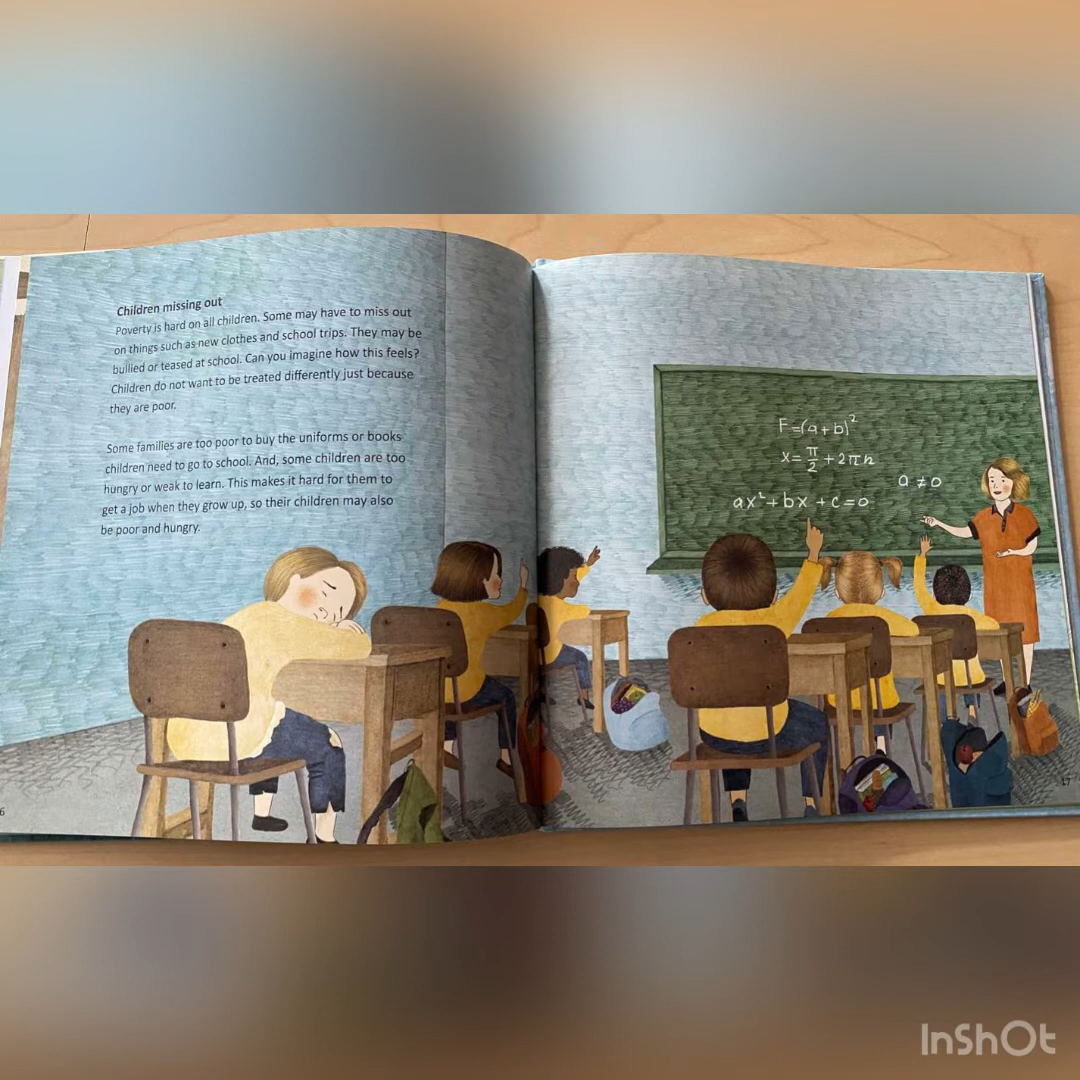 Children missing out
Poverty is hard on all children. Some may have to miss out
on things such as new clothes and school trips. They may be
bullied or teased at school. Can you imagine how this feels?
Children do not want to be treated differently just because
they are poor.
Some families are too poor to buy the uniforms or books
children need to go to school. And, some children are too
hungry or weak to learn. This makes it hard for them to
get a job when they grow up, so their children may also
be poor and hungry.
6
F=(a+b)²
x=π/2+2πn
a≠0
ax²+bx+c=0
17
InShOt